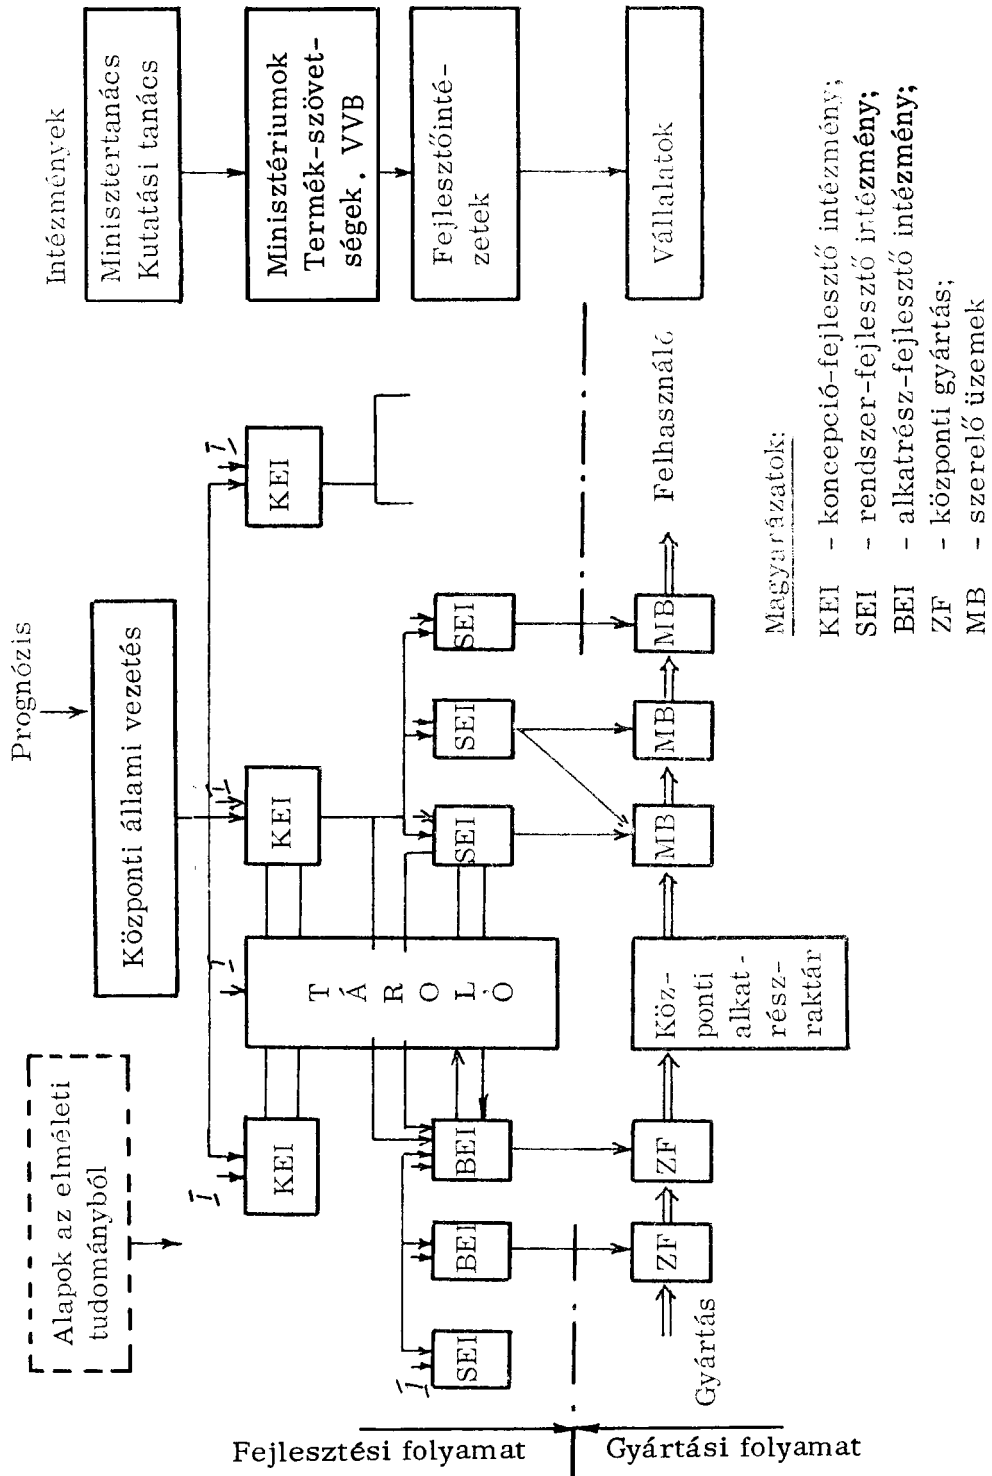 Prognózis
Alapok az elméleti
tudományból
Központi állami vezetés
Intézmények
Minisztertanács
Kutatási tanács
I
KEI
I
I
KEI
I
KEI
Minisztériumok
Termék-szövet-
ségek. VVB
T
Á
R
O
L
Ó
I
SEI
BEI
BEI
SEI
SEI
SEI
Fejlesztőinté-
zetek
Gyártás
ZF
ZF
Köz-
ponti
alkat-
rész-
raktár
MB
MB
MB
Felhasználó
Vállalatok
Fejlesztési folyamat
Gyártási folyamat
Magyarázatok:
KEI - koncepció-fejlesztő intézmény;
SEI - rendszer-fejlesztő intézmény;
BEI - alkatrész-fejlesztő intézmény;
ZF - központi gyártás;
MB - szerelő üzemek